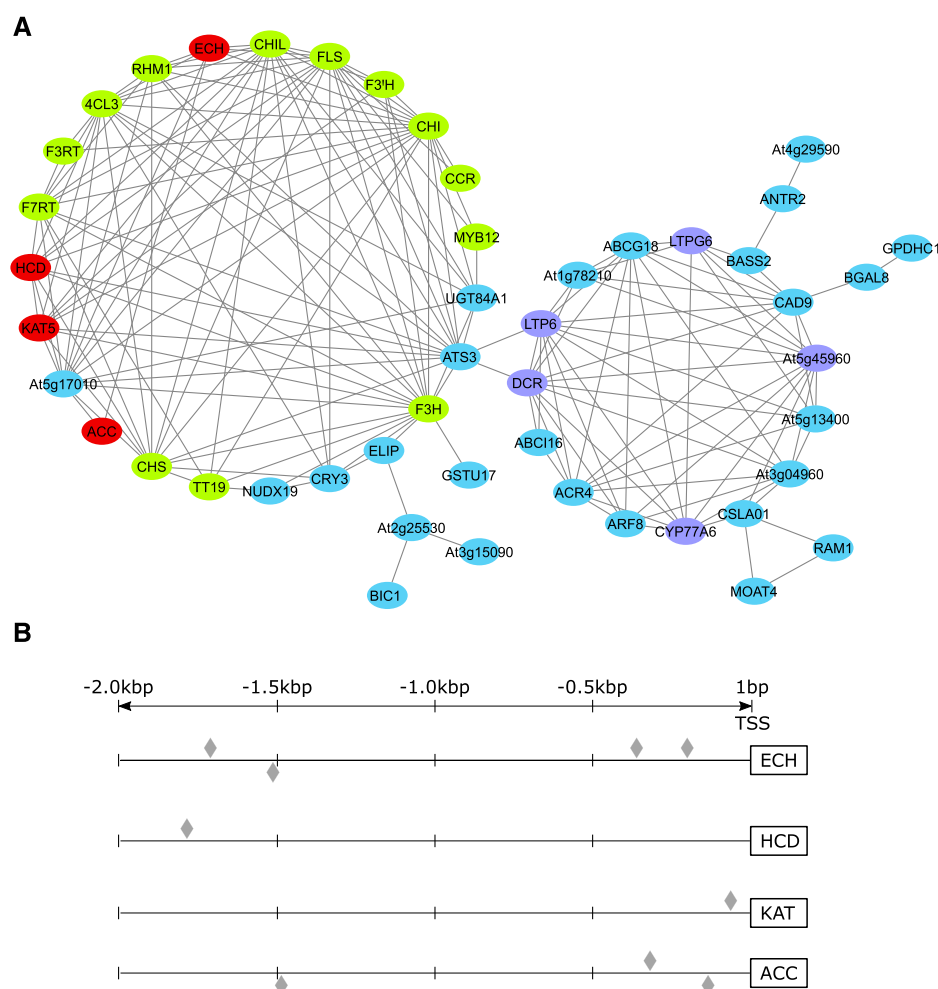 A
ECH
CHIL
FLS
RHM1
F3'H
4CL3
CHI
F3RT
CCR
F7RT
MYB12
HCD
UGT84A1
KAT5
ATS3
At5g17010
F3H
ACC
CHS
TT19
NUDX19
CRY3
ELIP
GSTU17
At2g25530
At3g15090
BIC1
At4g29590
ANTR2
LTPG6
ABCG18
BASS2
GPDHC1
BGAL8
At1g78210
CAD9
LTP6
At5g45960
DCR
At5g13400
ABCI16
At3g04960
ACR4
ARF8
CYP77A6
CSLA01
RAM1
MOAT4
B
-2.0kbp -1.5kbp -1.0kbp -0.5kbp 1bp
TSS
ECH
HCD
KAT
ACC